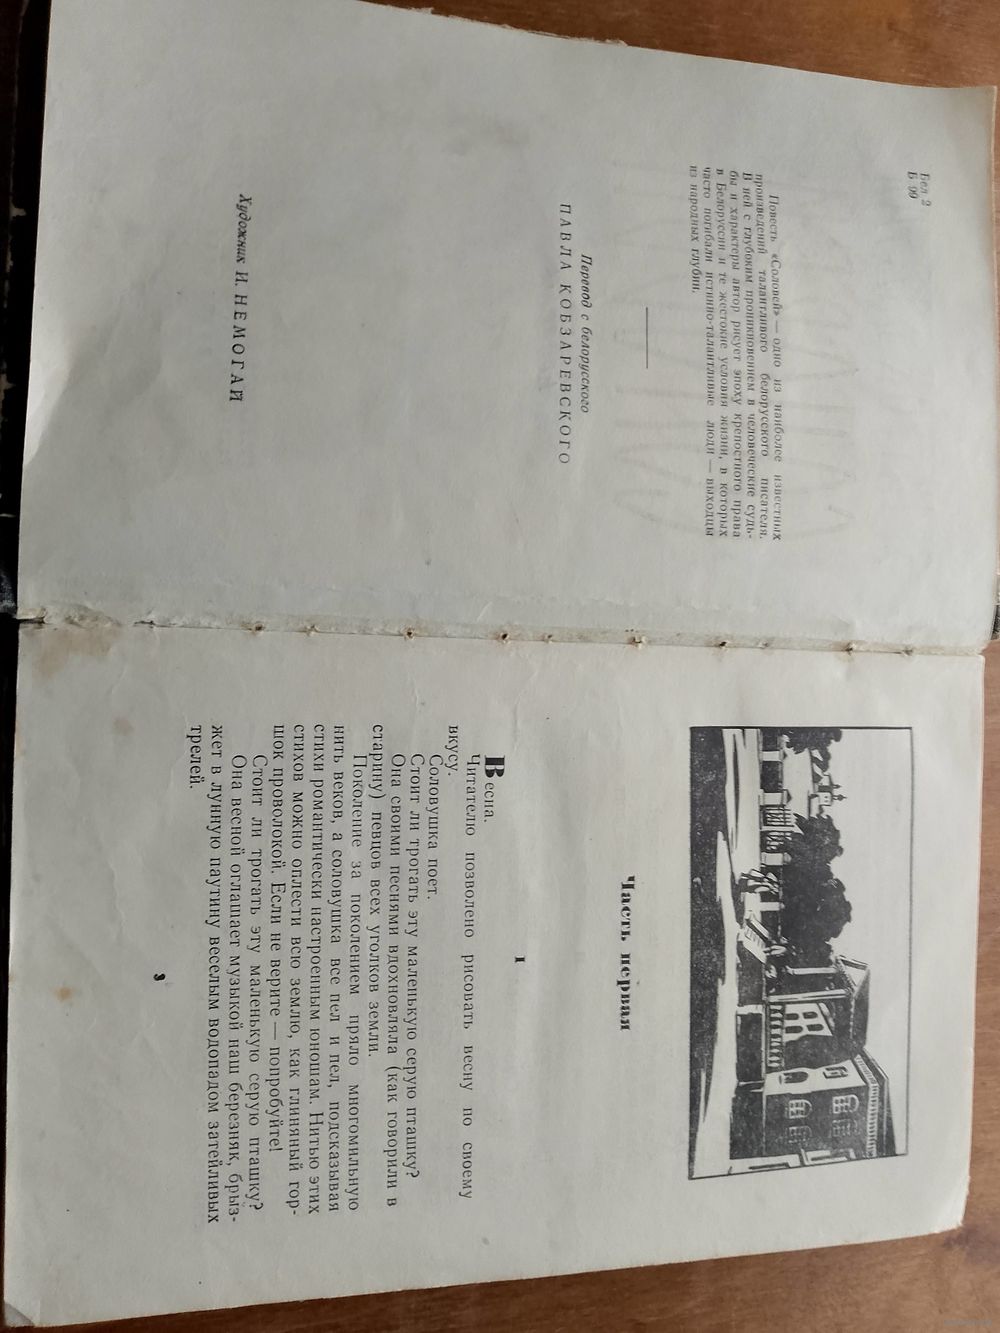 Бел 2
Б 99
Повесть «Соловей» — одно из наиболее известных
произведений талантливого белорусского писателя.
В ней с глубоким проникновением в человеческие судь-
бы и характеры автор рисует эпоху крепостного права
в Белоруссии и те жестокие условия жизни, в которых
часто погибали истинно-талантливые люди — выходцы
из народных глубин.
Перевод с белорусского
ПАВЛА КОБЗАРЕВСКОГО
Художник И. НЕМОГАЙ
Часть первая
I
Весна.
Читателю позволено рисовать весну по своему
вкусу.
Соловушка поет.
Стоит ли трогать эту маленькую серую пташку?
Она своими песнями вдохновляла (как говорили в
старину) певцов всех уголков земли.
Поколение за поколением пряло многомильную
нить веков, а соловушка все пел и пел, подсказывая
стихи романтически настроенным юношам. Нитью этих
стихов можно оплести всю землю, как глиняный гор-
шок проволокой. Если не верите — попробуйте!
Стоит ли трогать эту маленькую серую пташку?
Она весной оглашает музыкой наш березняк, брыз-
жет в лунную паутину веселым водопадом затейливых
трелей.
3